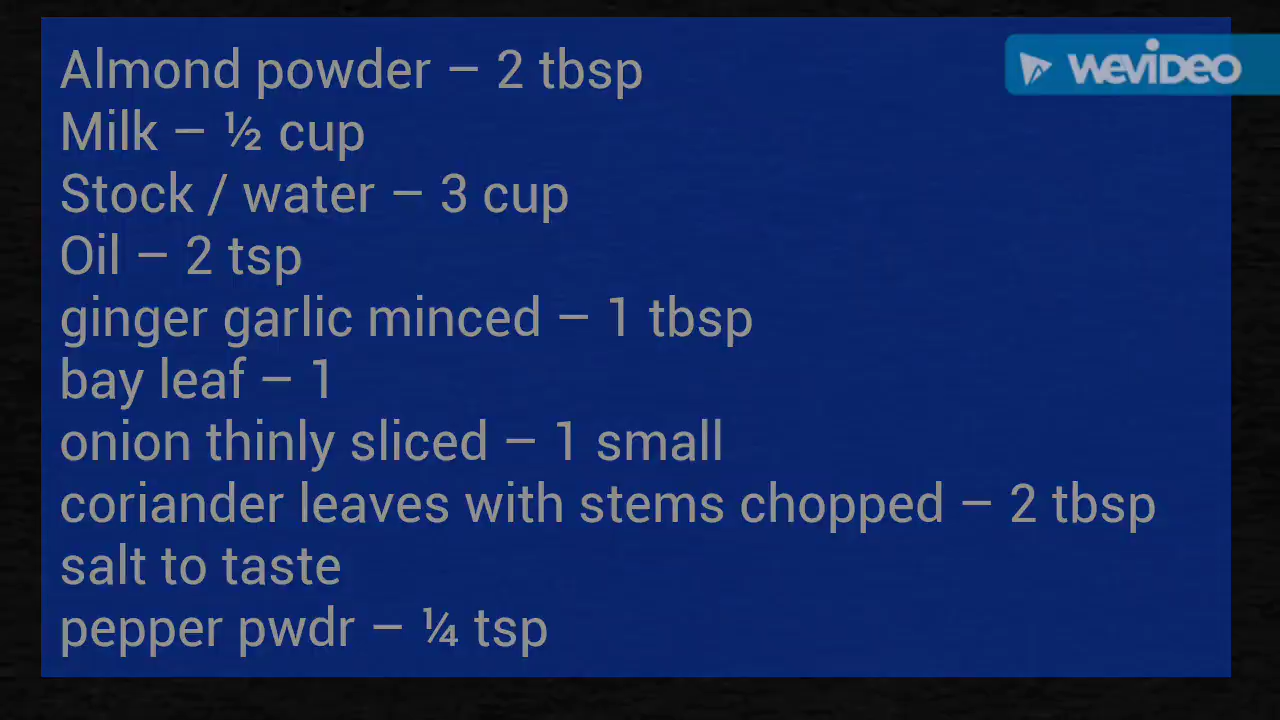 Almond powder – 2 tbsp
WEVIDEO
Milk – ½ cup
Stock / water – 3 cup
Oil – 2 tsp
ginger garlic minced – 1 tbsp
bay leaf – 1
onion thinly sliced – 1 small
coriander leaves with stems chopped – 2 tbsp
salt to taste
pepper pwdr – ¼ tsp